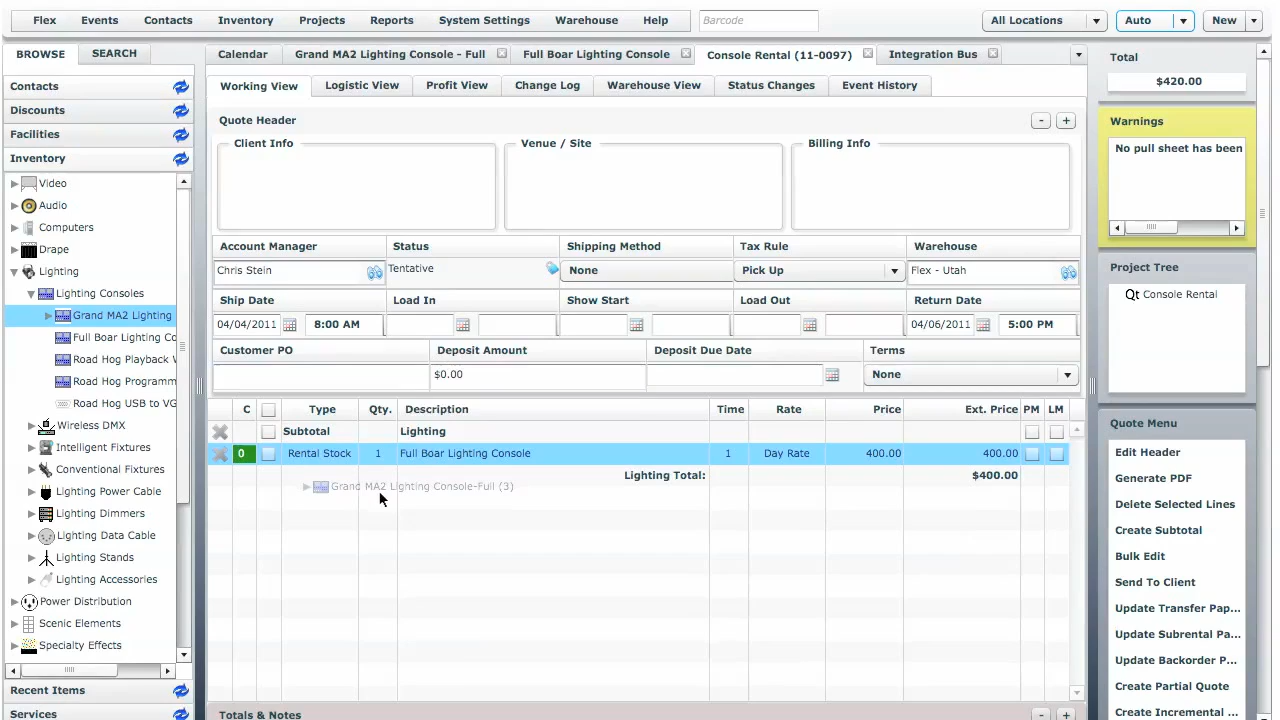 Flex Events Contacts Inventory Projects Reports System Settings Warehouse Help Barcode All Locations Auto New
BROWSE SEARCH
Contacts
Discounts
Facilities
Inventory
Video
Audio
Computers
Drape
Lighting
Lighting Consoles
Grand MA2 Lighting
Full Boar Lighting Co
Road Hog Playback
Road Hog Programm
Road Hog USB to VG
Wireless DMX
Intelligent Fixtures
Conventional Fixtures
Lighting Power Cable
Lighting Dimmers
Lighting Data Cable
Lighting Stands
Lighting Accessories
Power Distribution
Scenic Elements
Specialty Effects
Recent Items
Services
Calendar Grand MA2 Lighting Console - Full Full Boar Lighting Console Console Rental (11-0097) Integration Bus
Working View Logistic View Profit View Change Log Warehouse View Status Changes Event History
Quote Header - +
Client Info Venue / Site Billing Info
Account Manager Status Shipping Method Tax Rule Warehouse
Chris Stein Tentative None Pick Up Flex - Utah
Ship Date Load In Show Start Load Out Return Date
04/04/2011 8:00 AM 04/06/2011 5:00 PM
Customer PO Deposit Amount Deposit Due Date Terms
$0.00 None
C Type Qty. Description Time Rate Price Ext. Price PM LM
Subtotal Lighting
0 Rental Stock 1 Full Boar Lighting Console 1 Day Rate 400.00 400.00
Lighting Total: $400.00
Grand MA2 Lighting Console-Full (3)
Totals & Notes - +
Total
$420.00
Warnings
No pull sheet has been
Project Tree
Qt Console Rental
Quote Menu
Edit Header
Generate PDF
Delete Selected Lines
Create Subtotal
Bulk Edit
Send To Client
Update Transfer Pap...
Update Subrental Pa...
Update Backorder P...
Create Partial Quote
Create Incremental ...